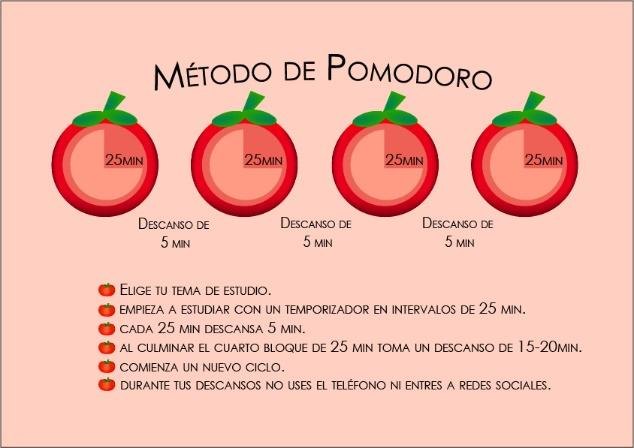 MÉTODO DE POMODORO
25MIN 25MIN 25MIN 25MIN
DESCANSO DE DESCANSO DE DESCANSO DE
5 MIN 5 MIN 5 MIN
ELIGE TU TEMA DE ESTUDIO.
EMPIEZA A ESTUDIAR CON UN TEMPORIZADOR EN INTERVALOS DE 25 MIN.
CADA 25 MIN DESCANSA 5 MIN.
AL CULMINAR EL CUARTO BLOQUE DE 25 MIN TOMA UN DESCANSO DE 15-20MIN.
COMIENZA UN NUEVO CICLO.
DURANTE TUS DESCANSOS NO USES EL TELÉFONO NI ENTRES A REDES SOCIALES.